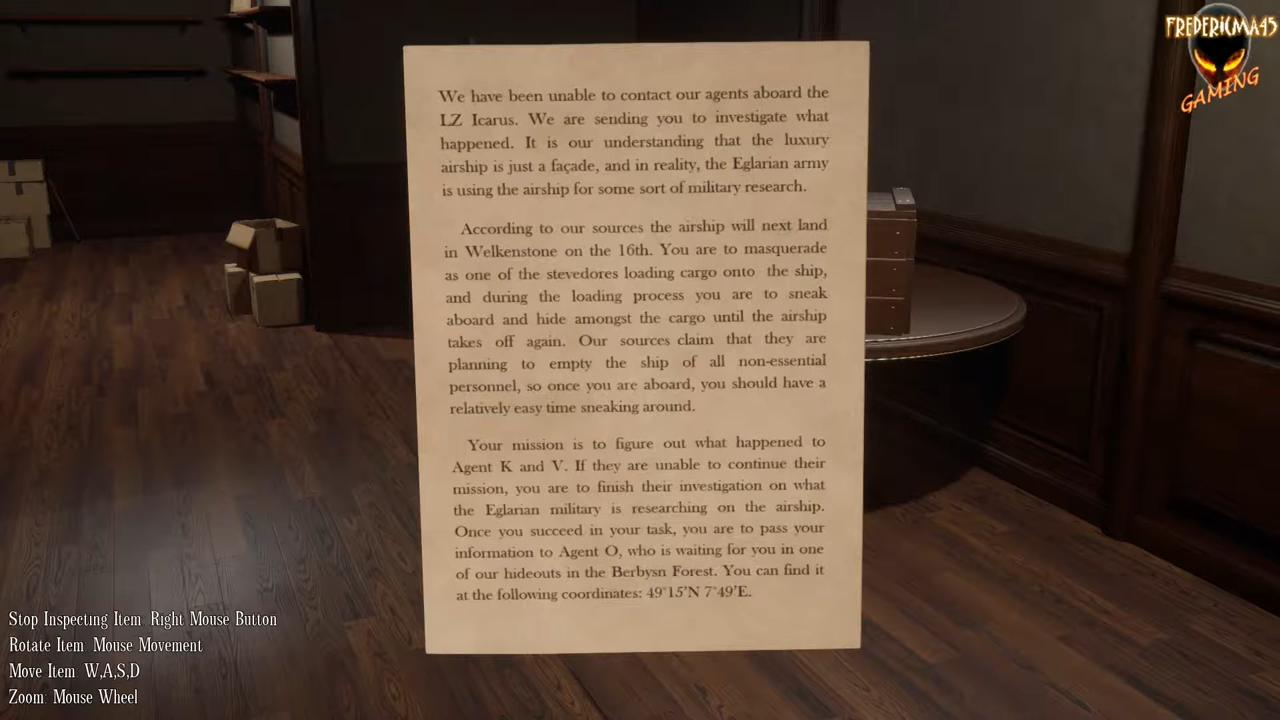 FREDERICMA45
GAMING
We have been unable to contact our agents aboard the
LZ Icarus. We are sending you to investigate what
happened. It is our understanding that the luxury
airship is just a façade, and in reality, the Eglarian army
is using the airship for some sort of military research.
According to our sources the airship will next land
in Welkenstone on the 16th. You are to masquerade
as one of the stevedores loading cargo onto the ship,
and during the loading process you are to sneak
aboard and hide amongst the cargo until the airship
takes off again. Our sources claim that they are
planning to empty the ship of all non-essential
personnel, so once you are aboard, you should have a
relatively easy time sneaking around.
Your mission is to figure out what happened to
Agent K and V. If they are unable to continue their
mission, you are to finish their investigation on what
the Eglarian military is researching on the airship.
Once you succeed in your task, you are to pass your
information to Agent O, who is waiting for you in one
of our hideouts in the Berbysn Forest. You can find it
at the following coordinates: 49°15'N 7°49'E.
Stop Inspecting Item Right Mouse Button
Rotate Item Mouse Movement
Move Item W,A,S,D
Zoom Mouse Wheel